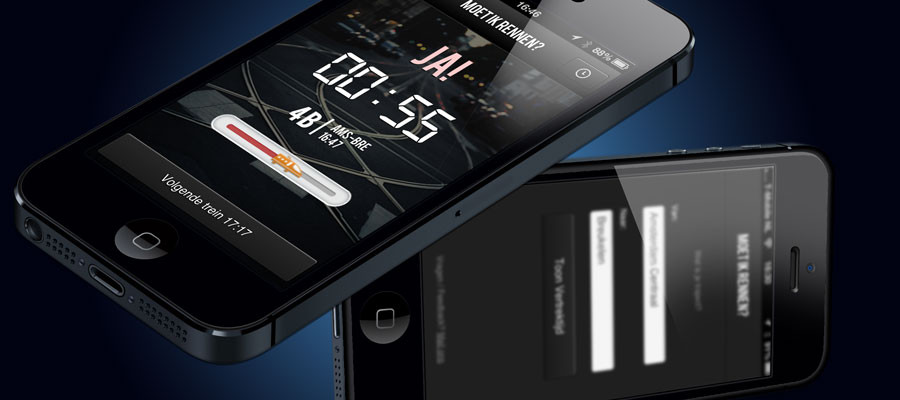 16:46
88%
MOET IK RENNEN?
JA!
00:55
4B
AMS-BRE
16:47
Volgende trein 17:17
MOET IK RENNEN?
Van:
Amsterdam Centraal
Naar:
Breukelen
Toon Vertrektijd